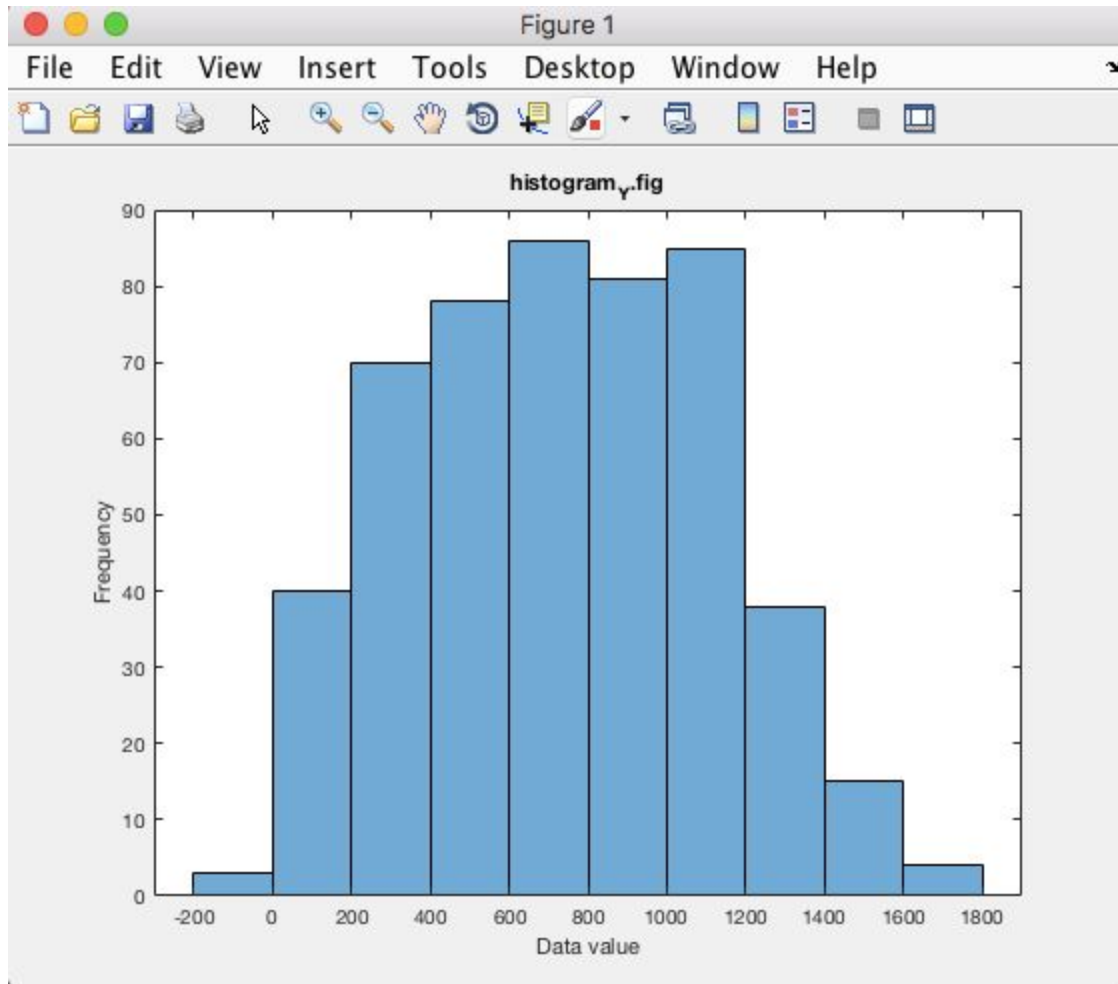 Figure 1
File Edit View Insert Tools Desktop Window Help
histogramY.fig
90
80
70
60
50
40
30
20
10
0
Frequency
-200 0 200 400 600 800 1000 1200 1400 1600 1800
Data value